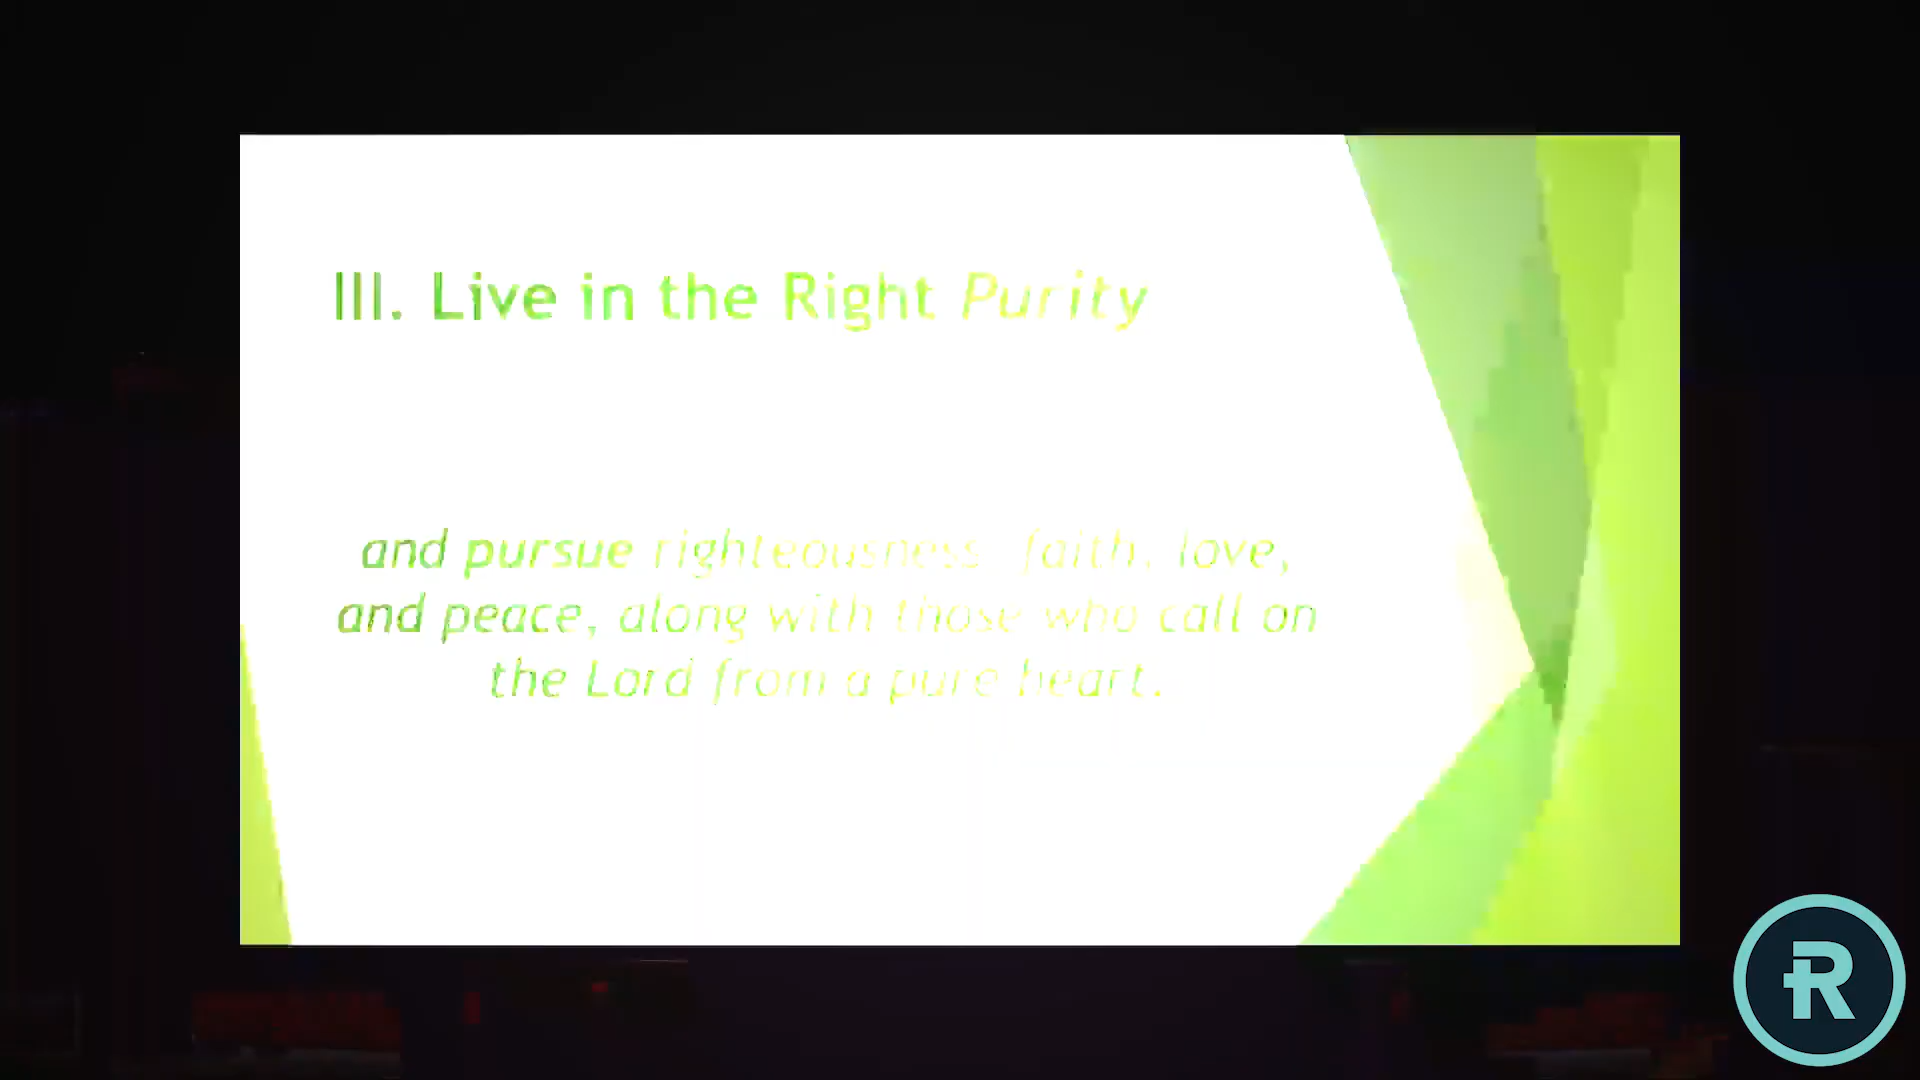 III. Live in the Right Purity
and pursue righteousness faith, love,
and peace, along with those who call on
the Lord from a pure heart.
R